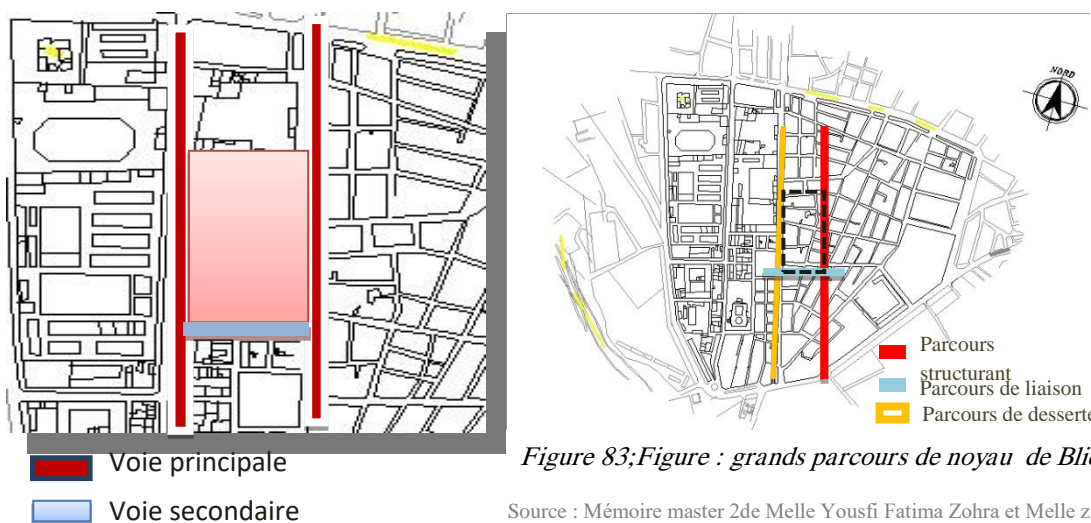 Voie principale
Voie secondaire
NORD
Parcours
structurant
Parcours de liaison
Parcours de desserte
Figure 83;Figure : grands parcours de noyau de
Source : Mémoire master 2de Melle Yousfi Fatima Zohra et Melle